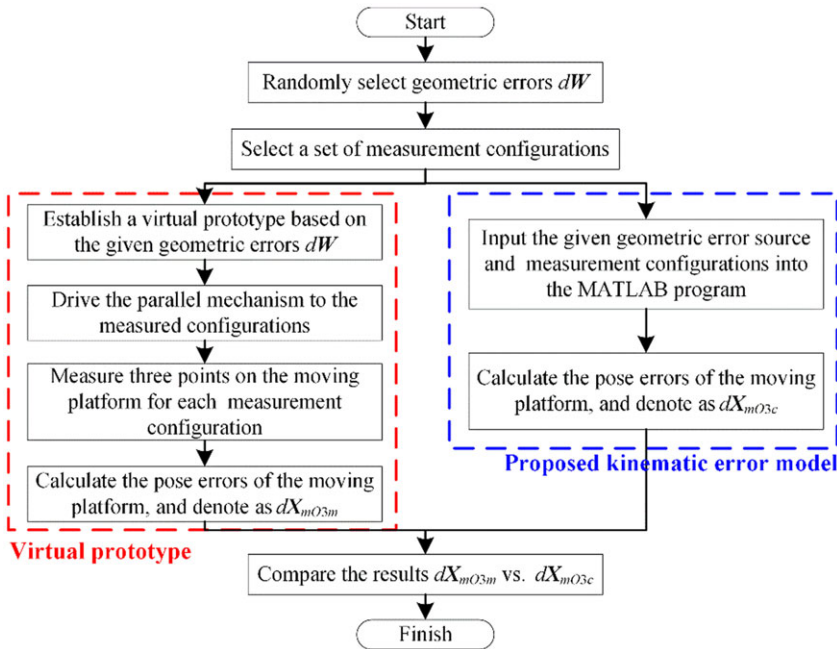 Start
Randomly select geometric errors dW
Select a set of measurement configurations
Establish a virtual prototype based on
the given geometric errors dW
Drive the parallel mechanism to the
measured configurations
Measure three points on the moving
platform for each measurement
configuration
Calculate the pose errors of the moving
platform, and denote as dX_mO3m
Virtual prototype
Input the given geometric error source
and measurement configurations into
the MATLAB program
Calculate the pose errors of the moving
platform, and denote as dX_mO3c
Proposed kinematic error model
Compare the results dX_mO3m vs. dX_mO3c
Finish